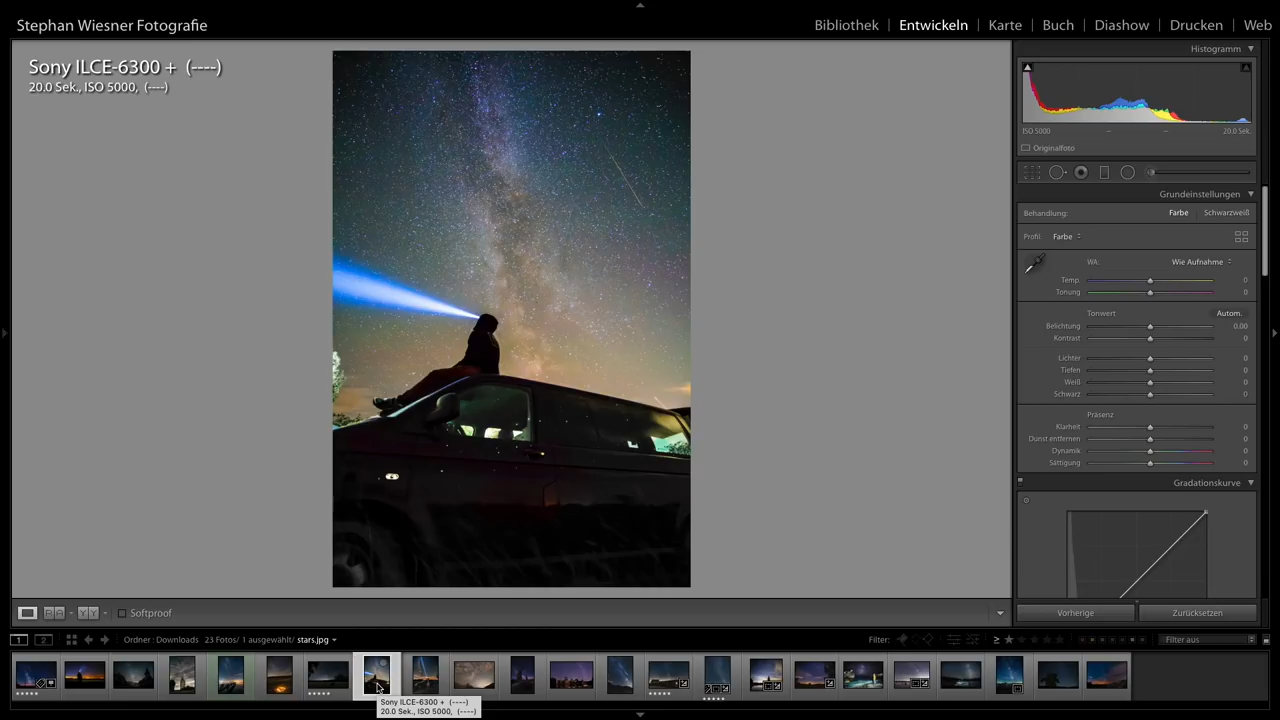 Stephan Wiesner Fotografie
Bibliothek | Entwickeln | Karte | Buch | Diashow | Drucken | Web
Sony ILCE-6300 + (----)
20.0 Sek., ISO 5000, (----)
Histogramm
ISO 5000 – – 20.0 Sek.
Originalfoto
Grundeinstellungen
Behandlung: Farbe Schwarzweiß
Profil Farbe
WA: Wie Aufnahme
Temp. 0
Tonung 0
Tonwert Autom.
Belichtung 0.00
Kontrast 0
Lichter 0
Tiefen 0
Weiß 0
Schwarz 0
Präsenz
Klarheit 0
Dunst entfernen 0
Dynamik 0
Sättigung 0
Gradationskurve
Softproof
Vorherige Zurücksetzen
1 2 Ordner: Downloads 23 Fotos/ 1 ausgewählt/ stars.jpg Filter: Filter aus
Sony ILCE-6300 + (----)
20.0 Sek., ISO 5000, (----)